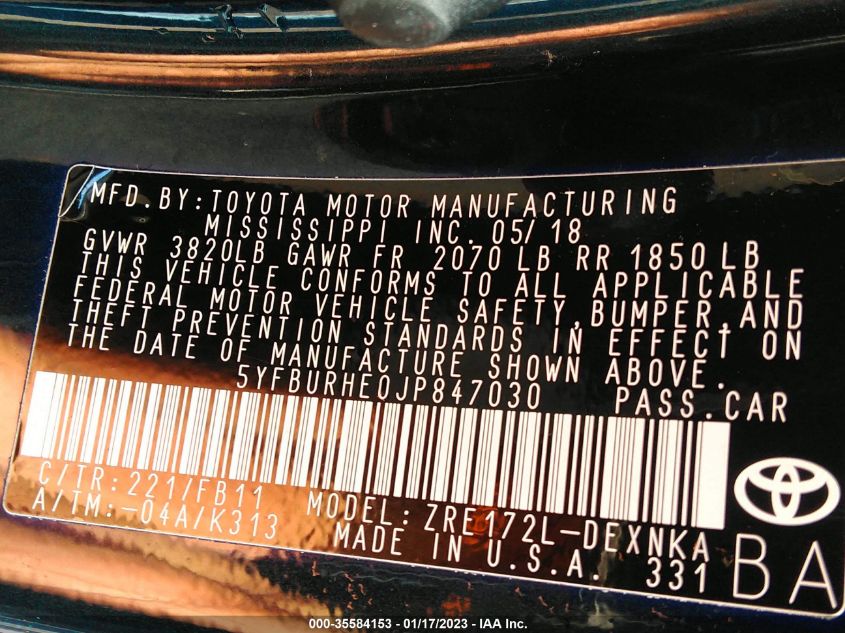 MFD. BY: TOYOTA MOTOR MANUFACTURING
MISSISSIPPI INC. 05/18
GVWR 3820LB GAWR FR 2070 LB RR 1850 LB
THIS VEHICLE CONFORMS TO ALL APPLICABLE
FEDERAL MOTOR VEHICLE SAFETY, BUMPER, AND
THEFT PREVENTION STANDARDS IN EFFECT ON
THE DATE OF MANUFACTURE SHOWN ABOVE.
5YFBURHE0JP847030 PASS.CAR
C/TR: 221/FB11 MODEL: ZRE172L-DEXNKA
A/TM: -04A/K313 MADE IN U.S.A. 331
BA
000-35584153 - 01/17/2023 - IAA Inc.